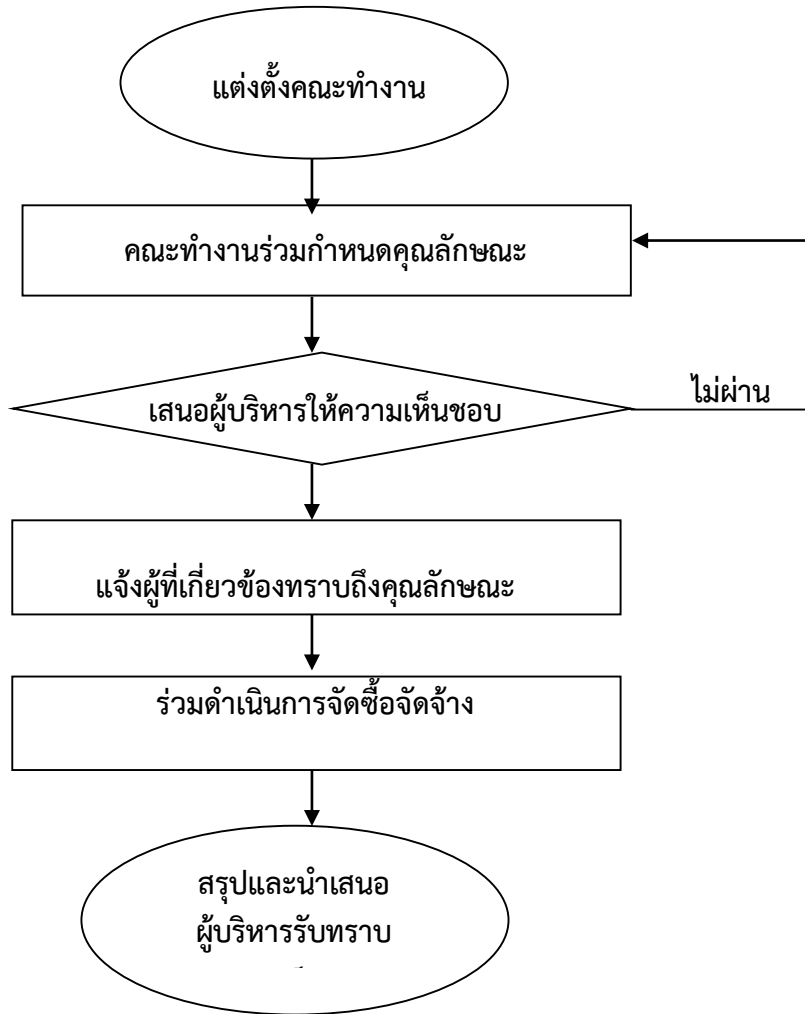 แต่งตั้งคณะทำงาน
คณะทำงานร่วมกำหนดคุณลักษณะ
เสนอผู้บริหารให้ความเห็นชอบ
ไม่ผ่าน
แจ้งผู้ที่เกี่ยวข้องทราบถึงคุณลักษณะ
ร่วมดำเนินการจัดซื้อจัดจ้าง
สรุปและนำเสนอ
ผู้บริหารรับทราบ